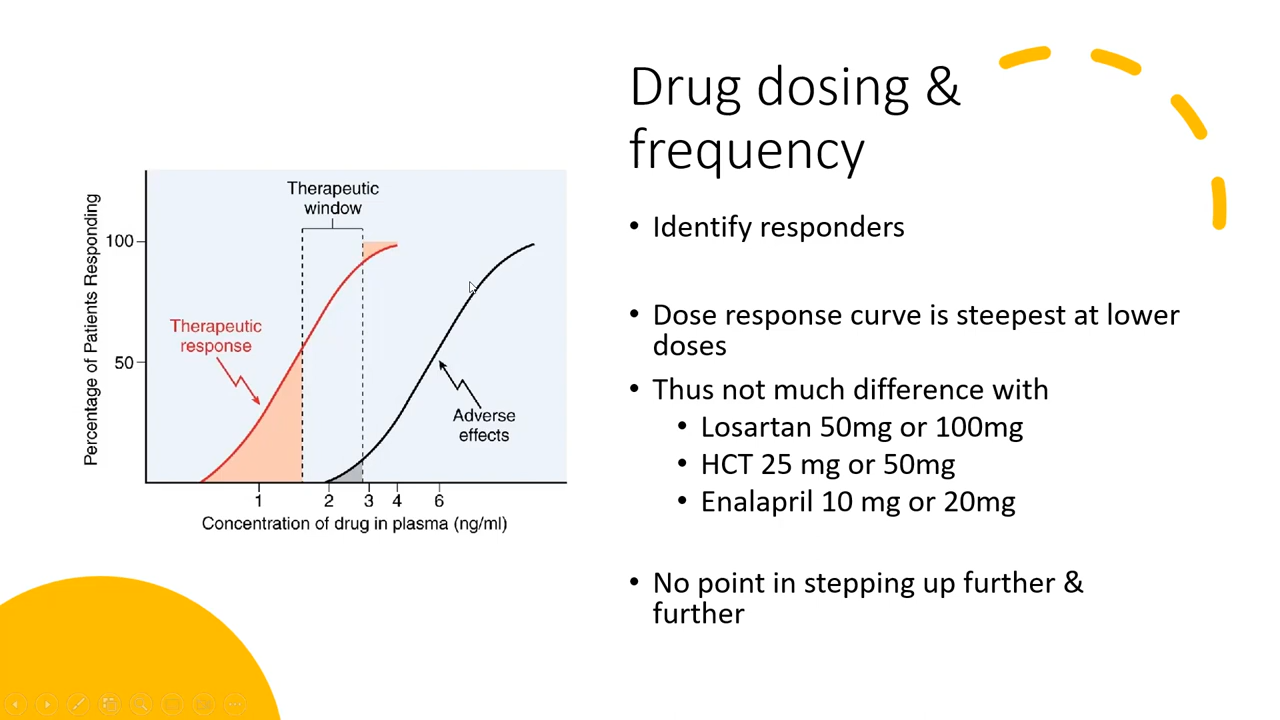 Drug dosing &
frequency
• Identify responders
• Dose response curve is steepest at lower
doses
• Thus not much difference with
• Losartan 50mg or 100mg
• HCT 25 mg or 50mg
• Enalapril 10 mg or 20mg
• No point in stepping up further &
further
Therapeutic
window
Percentage of Patients Responding
100
50
Therapeutic
response
Adverse
effects
1 2 3 4 6
Concentration of drug in plasma (ng/ml)